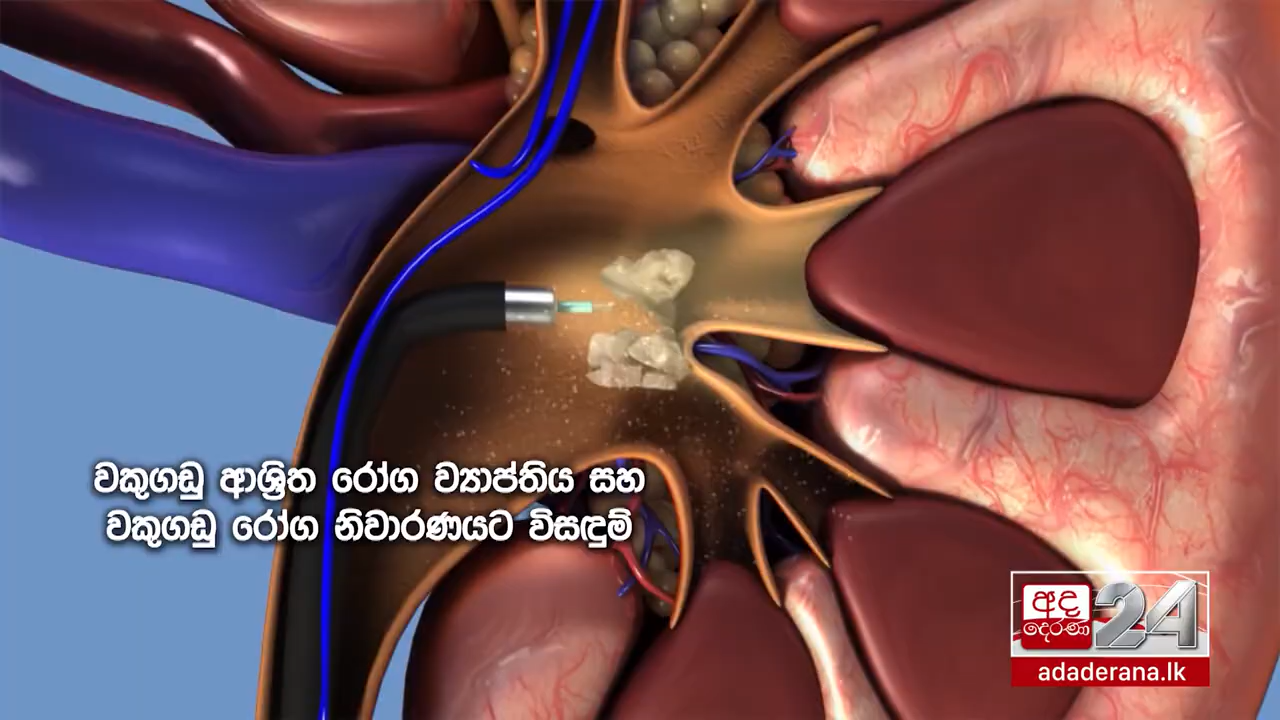 වකුගඩු ආශ්‍රිත රෝග ව්‍යාප්තිය සහ
වකුගඩු රෝග නිවාරණයට විසඳුම්
අද
දෙරණ
24
adaderana.lk